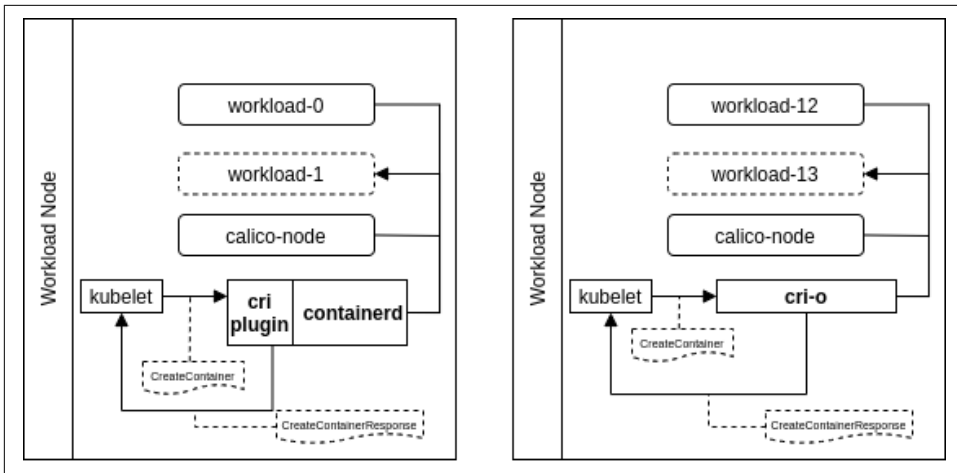 Workload Node
workload-0
workload-1
calico-node
kubelet
cri
plugin
containerd
CreateContainer
CreateContainerResponse
Workload Node
workload-12
workload-13
calico-node
kubelet
cri-o
CreateContainer
CreateContainerResponse